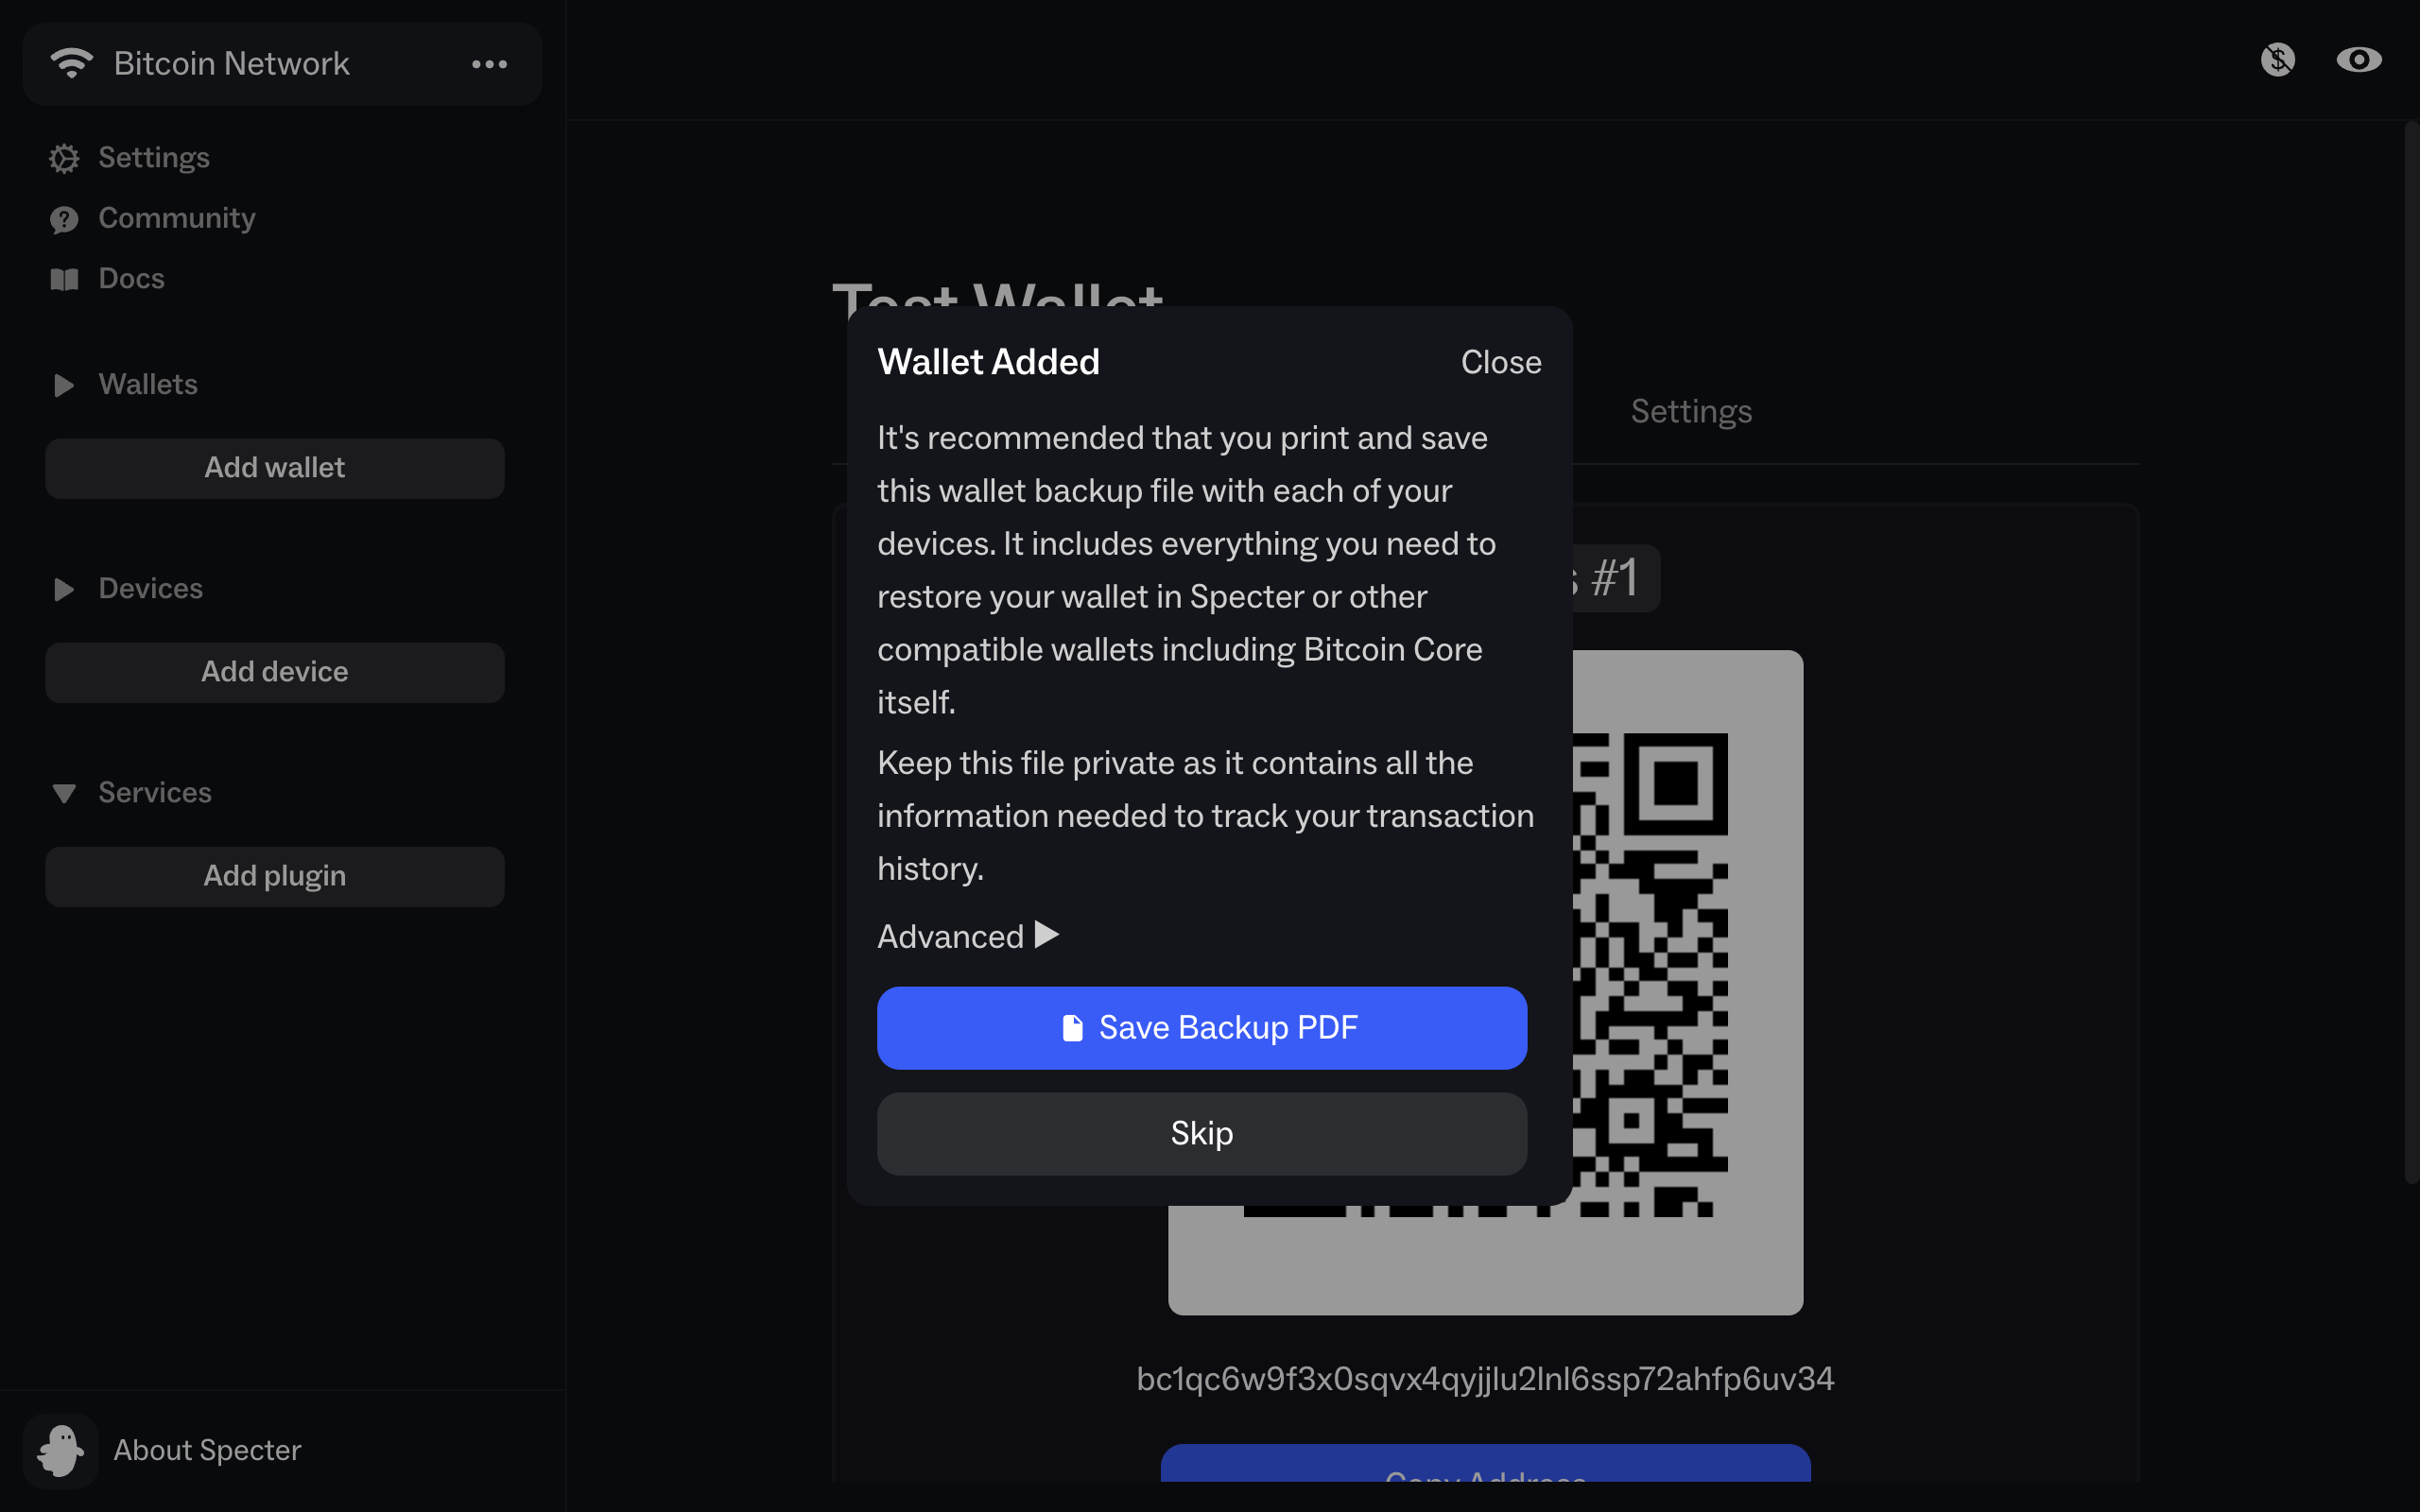 Bitcoin Network
Settings
Community
Docs
Wallets
Add wallet
Devices
Add device
Services
Add plugin
About Specter
Test Wallet
Settings
#1
Wallet Added
Close
It's recommended that you print and save
this wallet backup file with each of your
devices. It includes everything you need to
restore your wallet in Specter or other
compatible wallets including Bitcoin Core
itself.
Keep this file private as it contains all the
information needed to track your transaction
history.
Advanced
Save Backup PDF
Skip
bc1qc6w9f3x0sqvx4qyjjlu2lnl6ssp72ahfp6uv34
Copy Address